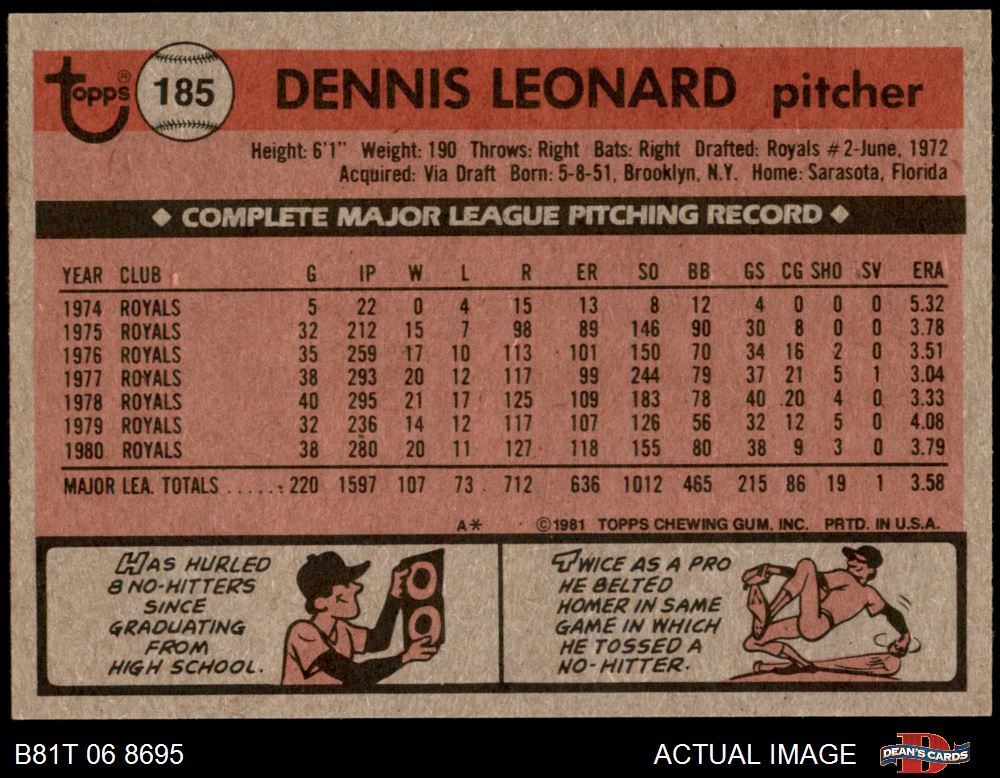 Topps® 185 DENNIS LEONARD pitcher
Height: 6'1" Weight: 190 Throws: Right Bats: Right Drafted: Royals #2-June, 1972
Acquired: Via Draft Born: 5-8-51, Brooklyn, N.Y. Home: Sarasota, Florida
◆ COMPLETE MAJOR LEAGUE PITCHING RECORD ◆
YEAR CLUB G IP W L R ER SO BB GS CG SHO SV ERA
1974 ROYALS 5 22 0 4 15 13 8 12 4 0 0 0 5.32
1975 ROYALS 32 212 15 7 98 89 146 90 30 8 0 0 3.78
1976 ROYALS 35 259 17 10 113 101 150 70 34 16 2 0 3.51
1977 ROYALS 38 293 20 12 117 99 244 79 37 21 5 1 3.04
1978 ROYALS 40 295 21 17 125 109 183 78 40 20 4 0 3.33
1979 ROYALS 32 236 14 12 117 107 126 56 32 12 5 0 4.08
1980 ROYALS 38 280 20 11 127 118 155 80 38 9 3 0 3.79
MAJOR LEA. TOTALS ...... 220 1597 107 73 712 636 1012 465 215 86 19 1 3.58
A* ©1981 TOPPS CHEWING GUM, INC. PRTD. IN U.S.A.
HAS HURLED
8 NO-HITTERS
SINCE
GRADUATING
FROM
HIGH SCHOOL.
TWICE AS A PRO
HE BELTED
HOMER IN SAME
GAME IN WHICH
HE TOSSED A
NO-HITTER.
B81T 06 8695 ACTUAL IMAGE DEAN'S CARDS